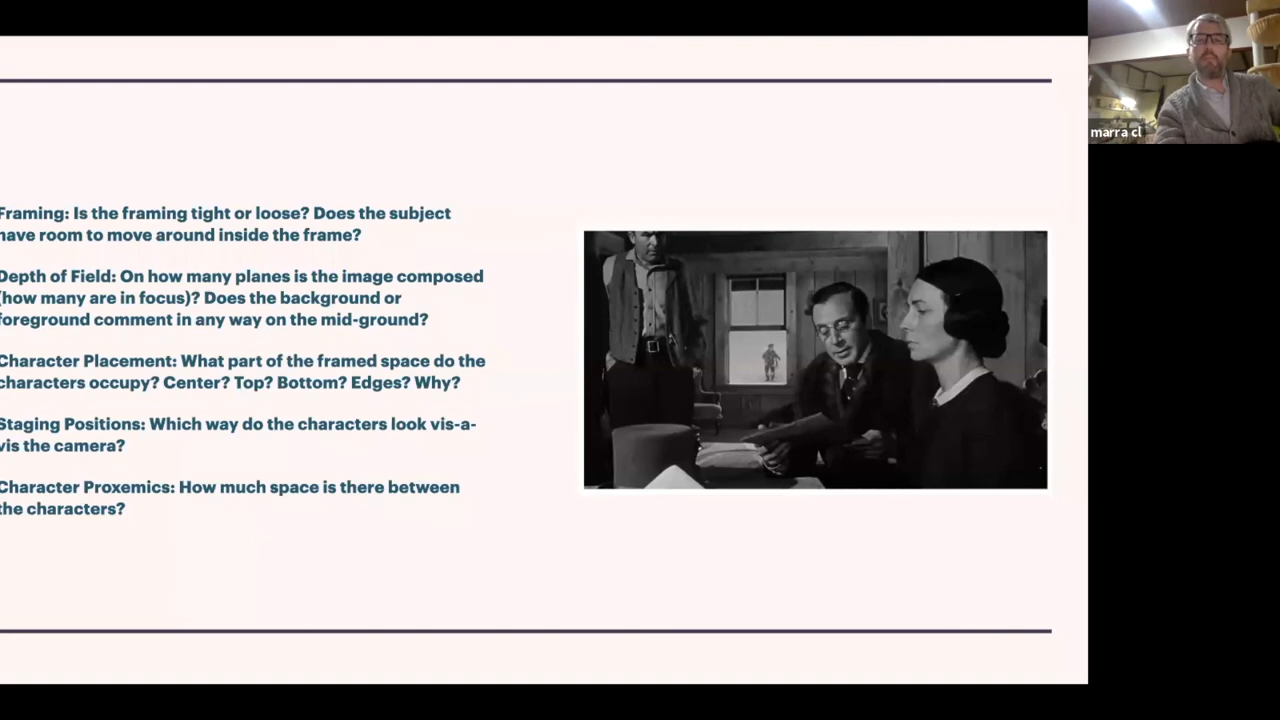 Framing: Is the framing tight or loose? Does the subject
have room to move around inside the frame?
Depth of Field: On how many planes is the image composed
(how many are in focus)? Does the background or
foreground comment in any way on the mid-ground?
Character Placement: What part of the framed space do the
characters occupy? Center? Top? Bottom? Edges? Why?
Staging Positions: Which way do the characters look vis-a-
vis the camera?
Character Proxemics: How much space is there between
the characters?
marra cl